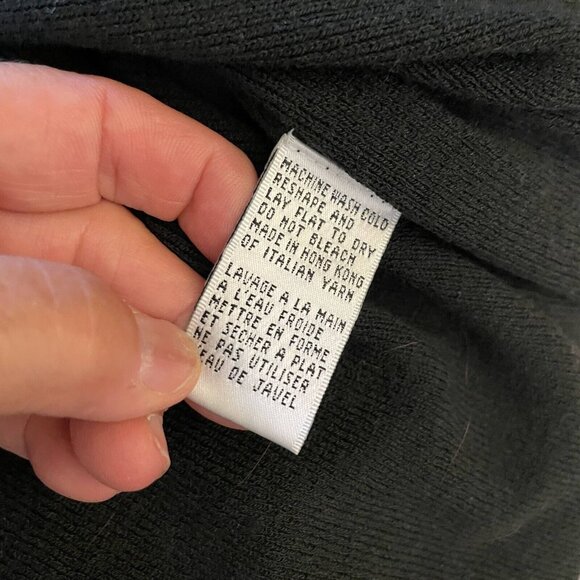 MACHINE WASH COLD
RESHAPE AND
LAY FLAT TO DRY
DO NOT BLEACH
MADE IN HONG KONG
OF ITALIAN YARN
LAVAGE A LA MAIN
A L'EAU FROIDE
METTRE EN FORME
ET SECHER A PLAT
NE PAS UTILISER
EAU DE JAVEL